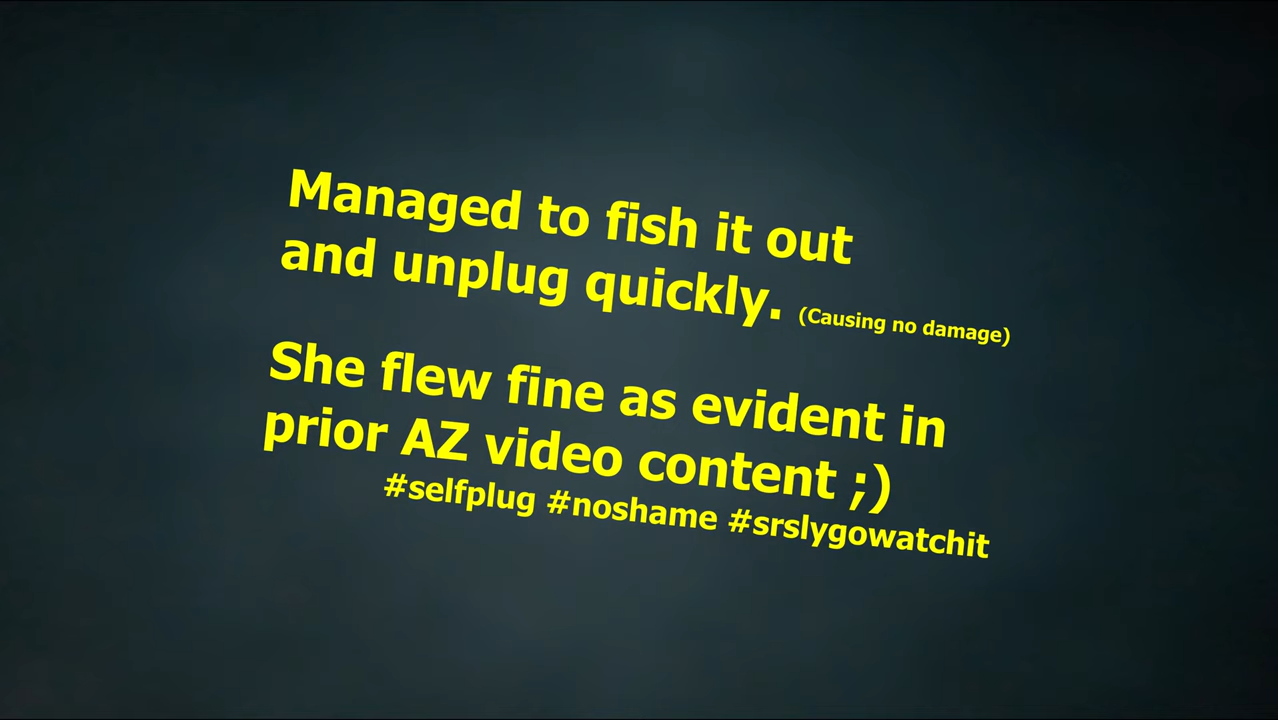 Managed to fish it out
and unplug quickly. (Causing no damage)
She flew fine as evident in
prior AZ video content ;)
#selfplug #noshame #srslygowatchit